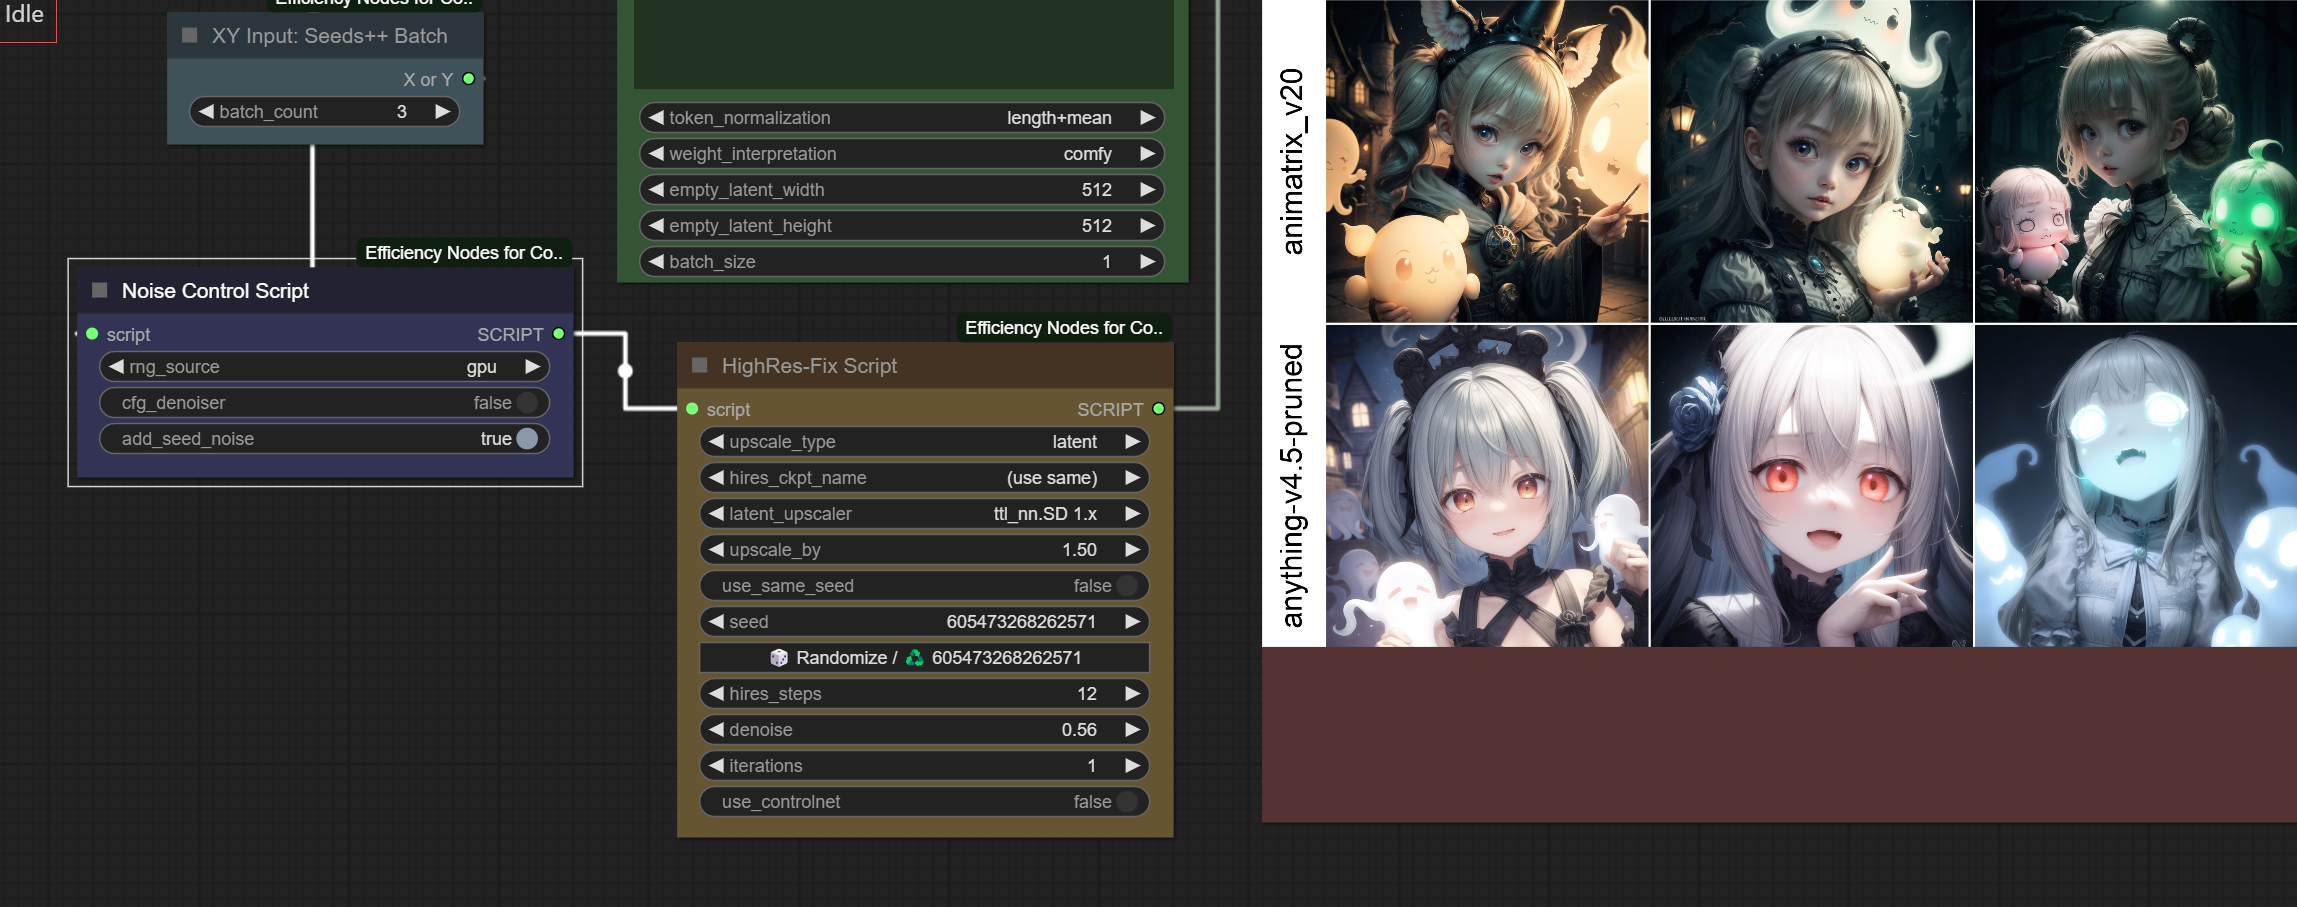 Idle
Efficiency Nodes for Co..
XY Input: Seeds++ Batch
X or Y
batch_count 3
token_normalization length+mean
weight_interpretation comfy
empty_latent_width 512
empty_latent_height 512
batch_size 1
Efficiency Nodes for Co..
Noise Control Script
script SCRIPT
rng_source gpu
cfg_denoiser false
add_seed_noise true
Efficiency Nodes for Co..
HighRes-Fix Script
script SCRIPT
upscale_type latent
hires_ckpt_name (use same)
latent_upscaler ttl_nn.SD 1.x
upscale_by 1.50
use_same_seed false
seed 605473268262571
🎲 Randomize / ♻ 605473268262571
hires_steps 12
denoise 0.56
iterations 1
use_controlnet false
animatrix_v20
anything-v4.5-pruned